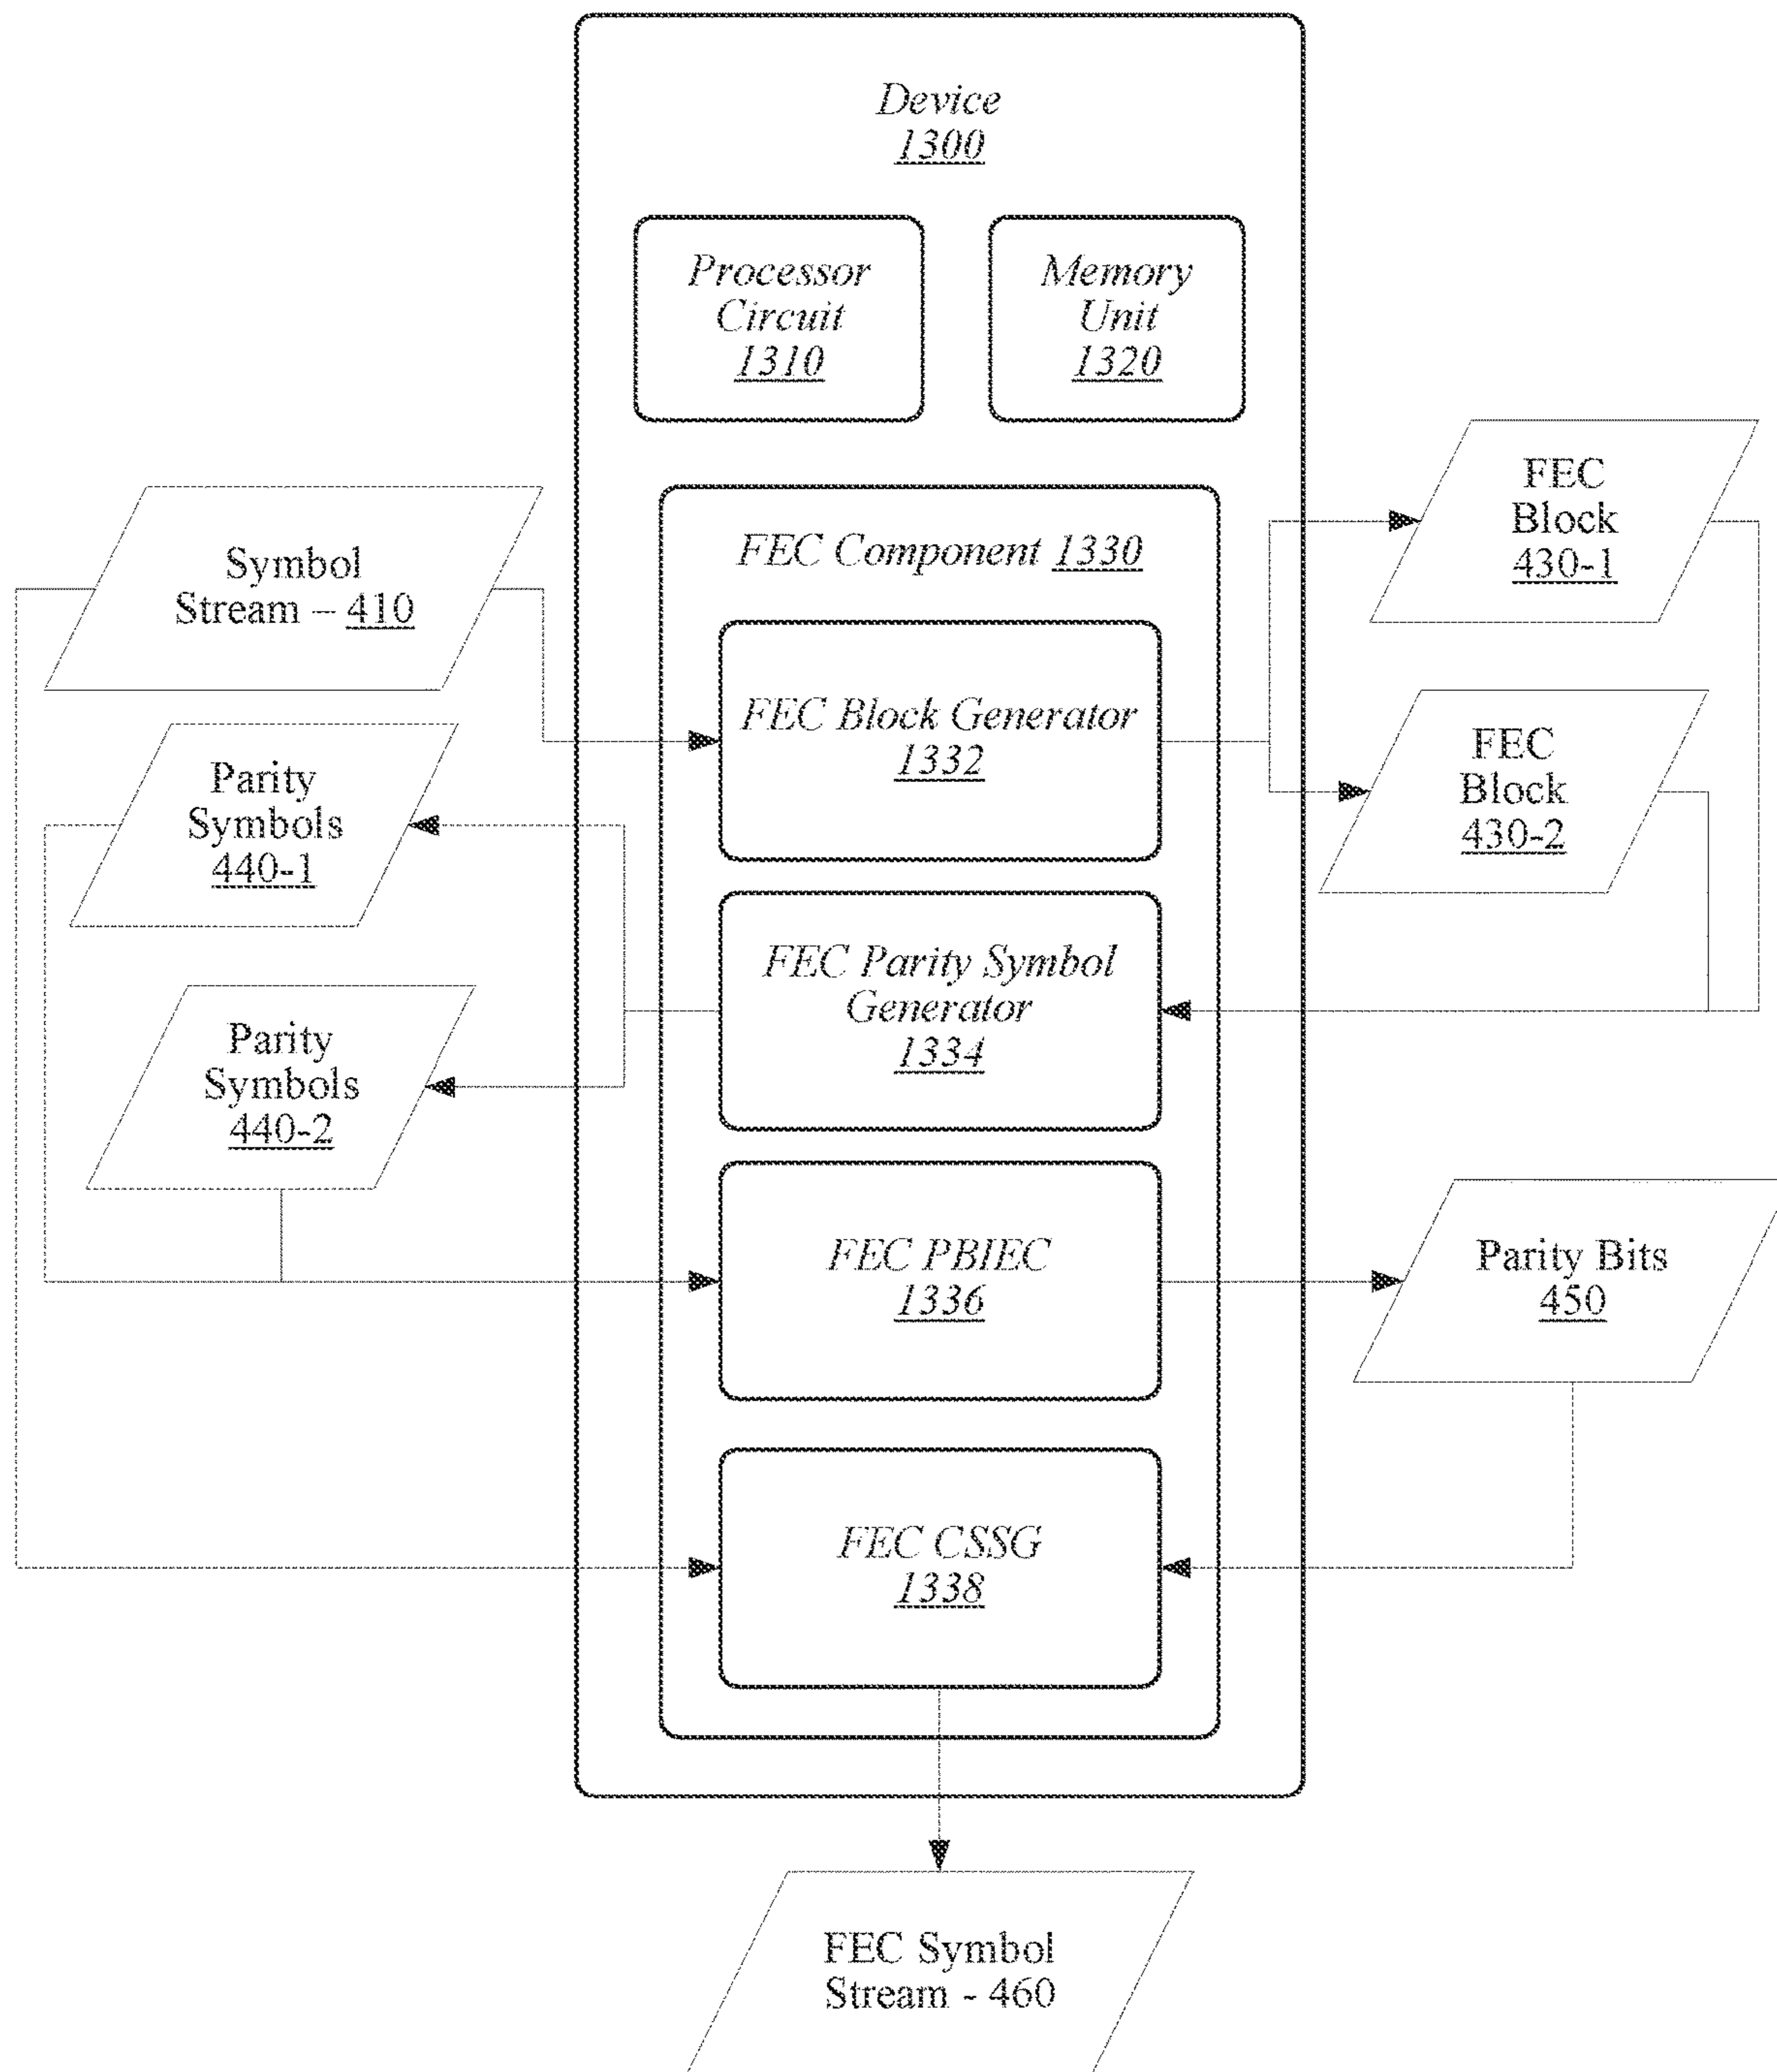 Device
1300
Processor
Circuit
1310
Memory
Unit
1320
FEC
Block
430-1
Symbol
Stream – 410
FEC Component 1330
FEC Block Generator
1332
FEC
Block
430-2
Parity
Symbols
440-1
FEC Parity Symbol
Generator
1334
Parity
Symbols
440-2
FEC PBIEC
1336
Parity Bits
450
FEC CSSG
1338
FEC Symbol
Stream - 460